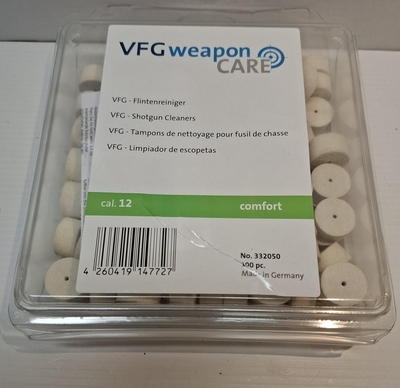 VFG weapon
CARE
VFG - Flintenreiniger
VFG - Shotgun Cleaners
VFG - Tampons de nettoyage pour fusil de chasse
VFG - Limpiador de escopetas
cal. 12 comfort
No. 332050
pc.
Made in Germany
4 260419 147727